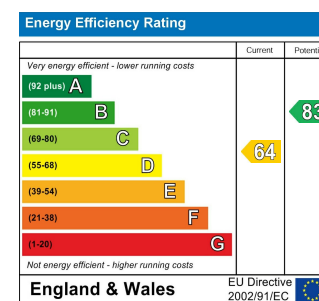 Energy Efficiency Rating
Current Potenti
Very energy efficient - lower running costs
(92 plus) A
(81-91) B 83
(69-80) C
(55-68) D 64
(39-54) E
(21-38) F
(1-20) G
Not energy efficient - higher running costs
England & Wales
EU Directive
2002/91/EC